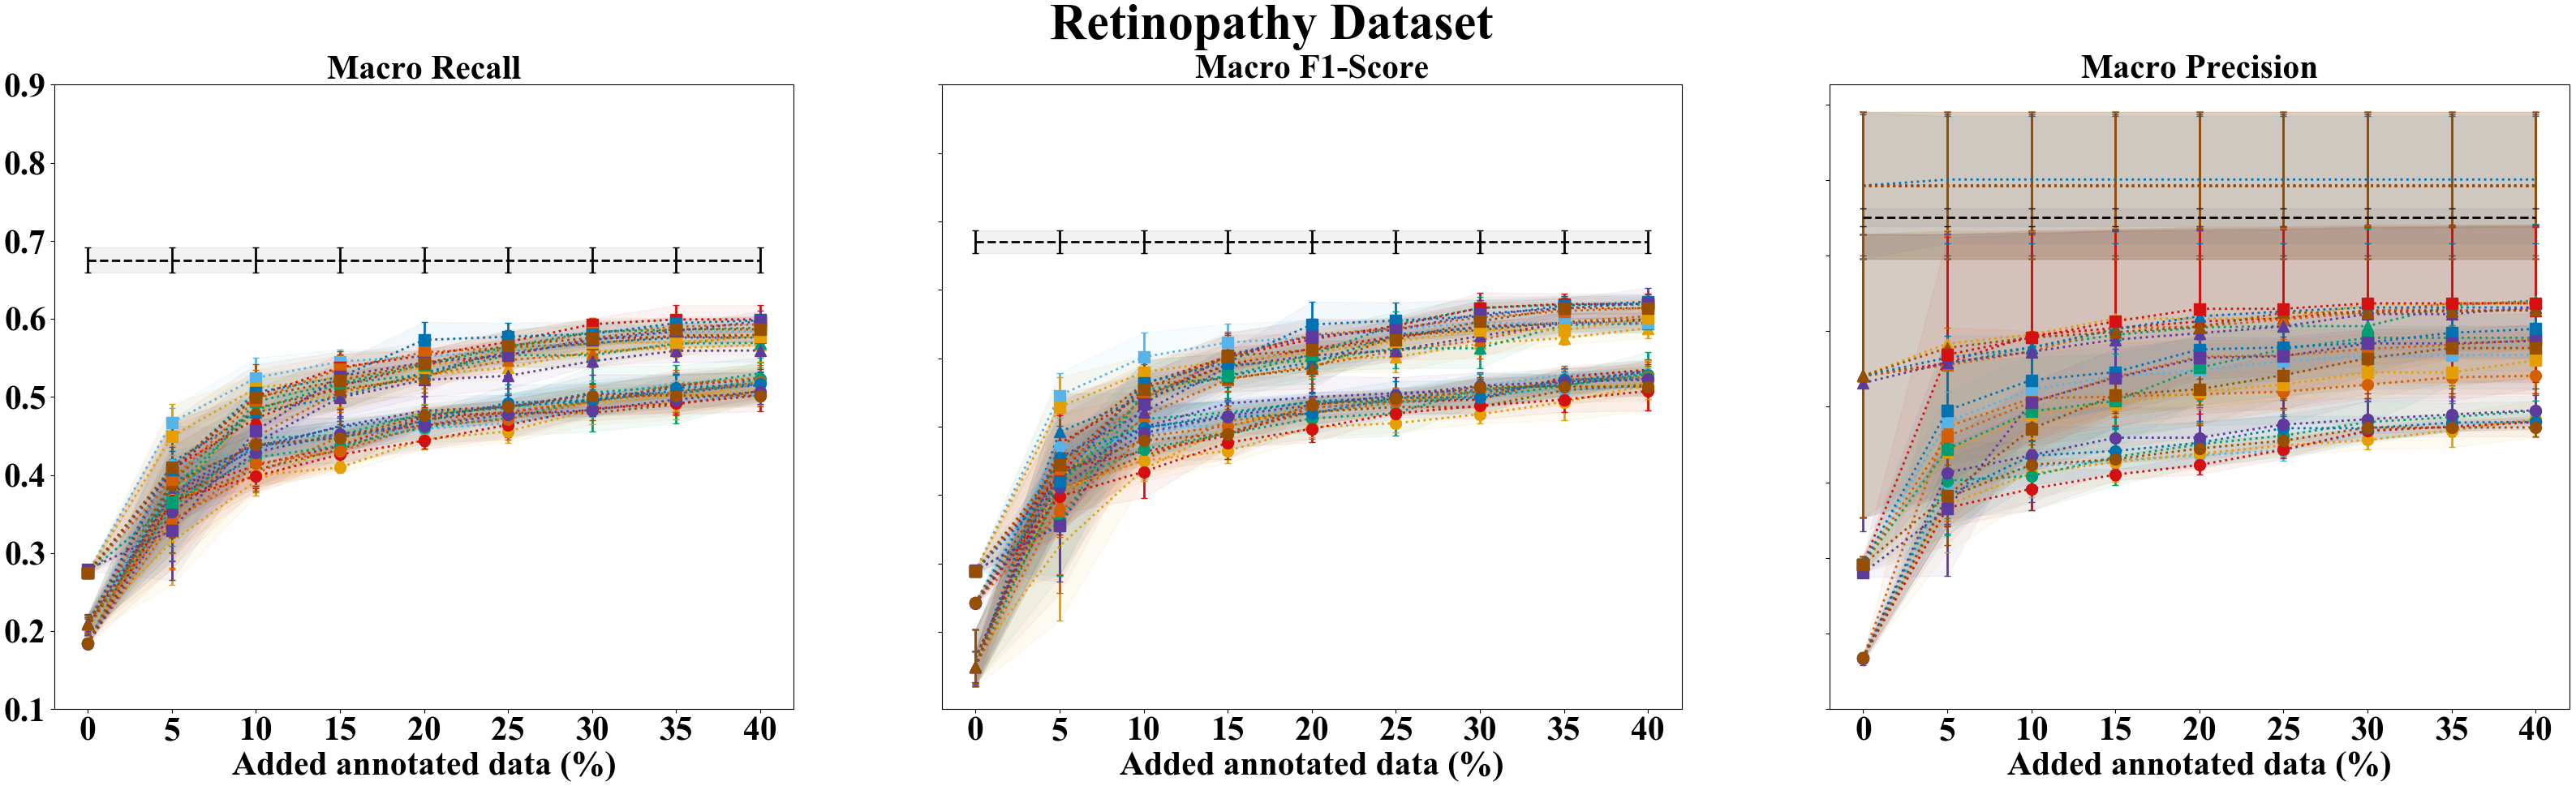 Retinopathy Dataset
Macro Recall
0.9
0.8
0.7
0.6
0.5
0.4
0.3
0.2
0.1
0 5 10 15 20 25 30 35 40
Added annotated data (%)
Macro F1-Score
0 5 10 15 20 25 30 35 40
Added annotated data (%)
Macro Precision
0 5 10 15 20 25 30 35 40
Added annotated data (%)